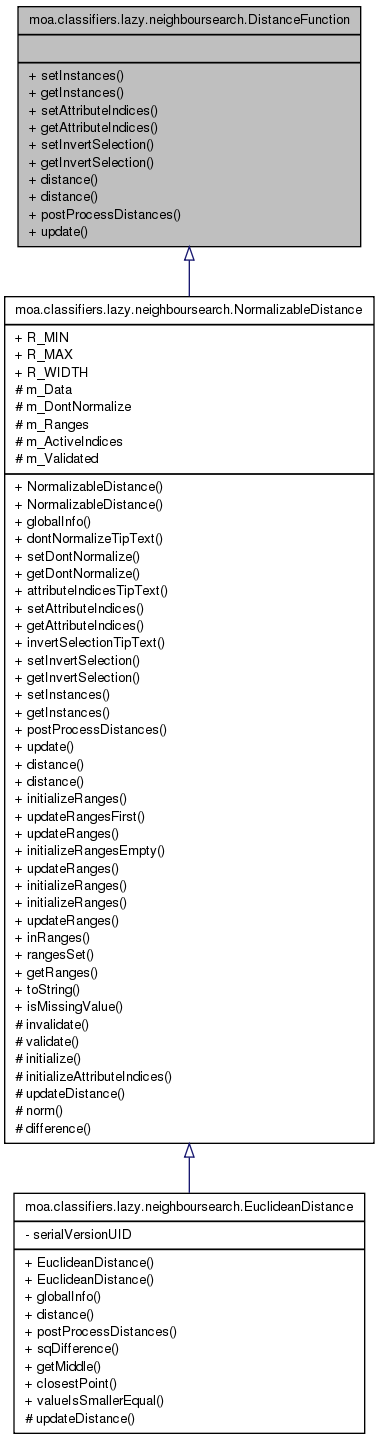 moa.classifiers.lazy.neighboursearch.DistanceFunction
+ setInstances()
+ getInstances()
+ setAttributeIndices()
+ getAttributeIndices()
+ setInvertSelection()
+ getInvertSelection()
+ distance()
+ distance()
+ postProcessDistances()
+ update()
moa.classifiers.lazy.neighboursearch.NormalizableDistance
+ R_MIN
+ R_MAX
+ R_WIDTH
# m_Data
# m_DontNormalize
# m_Ranges
# m_ActiveIndices
# m_Validated
+ NormalizableDistance()
+ NormalizableDistance()
+ globalInfo()
+ dontNormalizeTipText()
+ setDontNormalize()
+ getDontNormalize()
+ attributeIndicesTipText()
+ setAttributeIndices()
+ getAttributeIndices()
+ invertSelectionTipText()
+ setInvertSelection()
+ getInvertSelection()
+ setInstances()
+ getInstances()
+ postProcessDistances()
+ update()
+ distance()
+ distance()
+ initializeRanges()
+ updateRangesFirst()
+ updateRanges()
+ initializeRangesEmpty()
+ updateRanges()
+ initializeRanges()
+ initializeRanges()
+ updateRanges()
+ inRanges()
+ rangesSet()
+ getRanges()
+ toString()
+ isMissingValue()
# invalidate()
# validate()
# initialize()
# initializeAttributeIndices()
# updateDistance()
# norm()
# difference()
moa.classifiers.lazy.neighboursearch.EuclideanDistance
- serialVersionUID
+ EuclideanDistance()
+ EuclideanDistance()
+ globalInfo()
+ distance()
+ postProcessDistances()
+ sqDifference()
+ getMiddle()
+ closestPoint()
+ valueIsSmallerEqual()
# updateDistance()